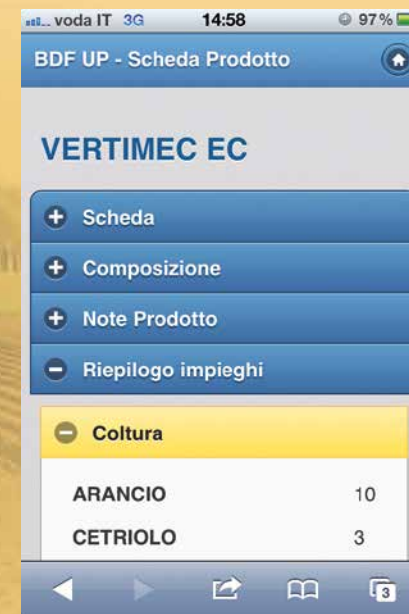 voda IT 3G 14:58 97%
BDF UP - Scheda Prodotto
VERTIMEC EC
Scheda
Composizione
Note Prodotto
Riepilogo impieghi
Coltura
ARANCIO 10
CETRIOLO 3
3